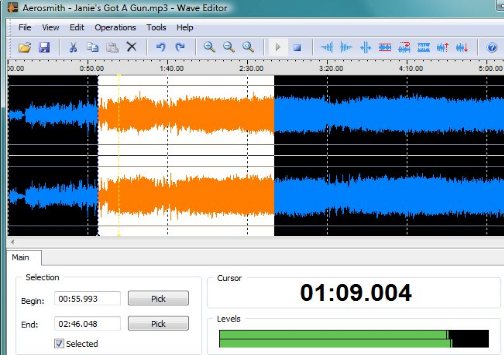 Aerosmith - Janie's Got A Gun.mp3 - Wave Editor
File View Edit Operations Tools Help
00.00 0:50.00 1:40.00 2:30.00 3:20.00 4:10.00 5:00.00
Main
Selection
Begin: 00:55.993 Pick
End: 02:46.048 Pick
Selected
Cursor
01:09.004
Levels